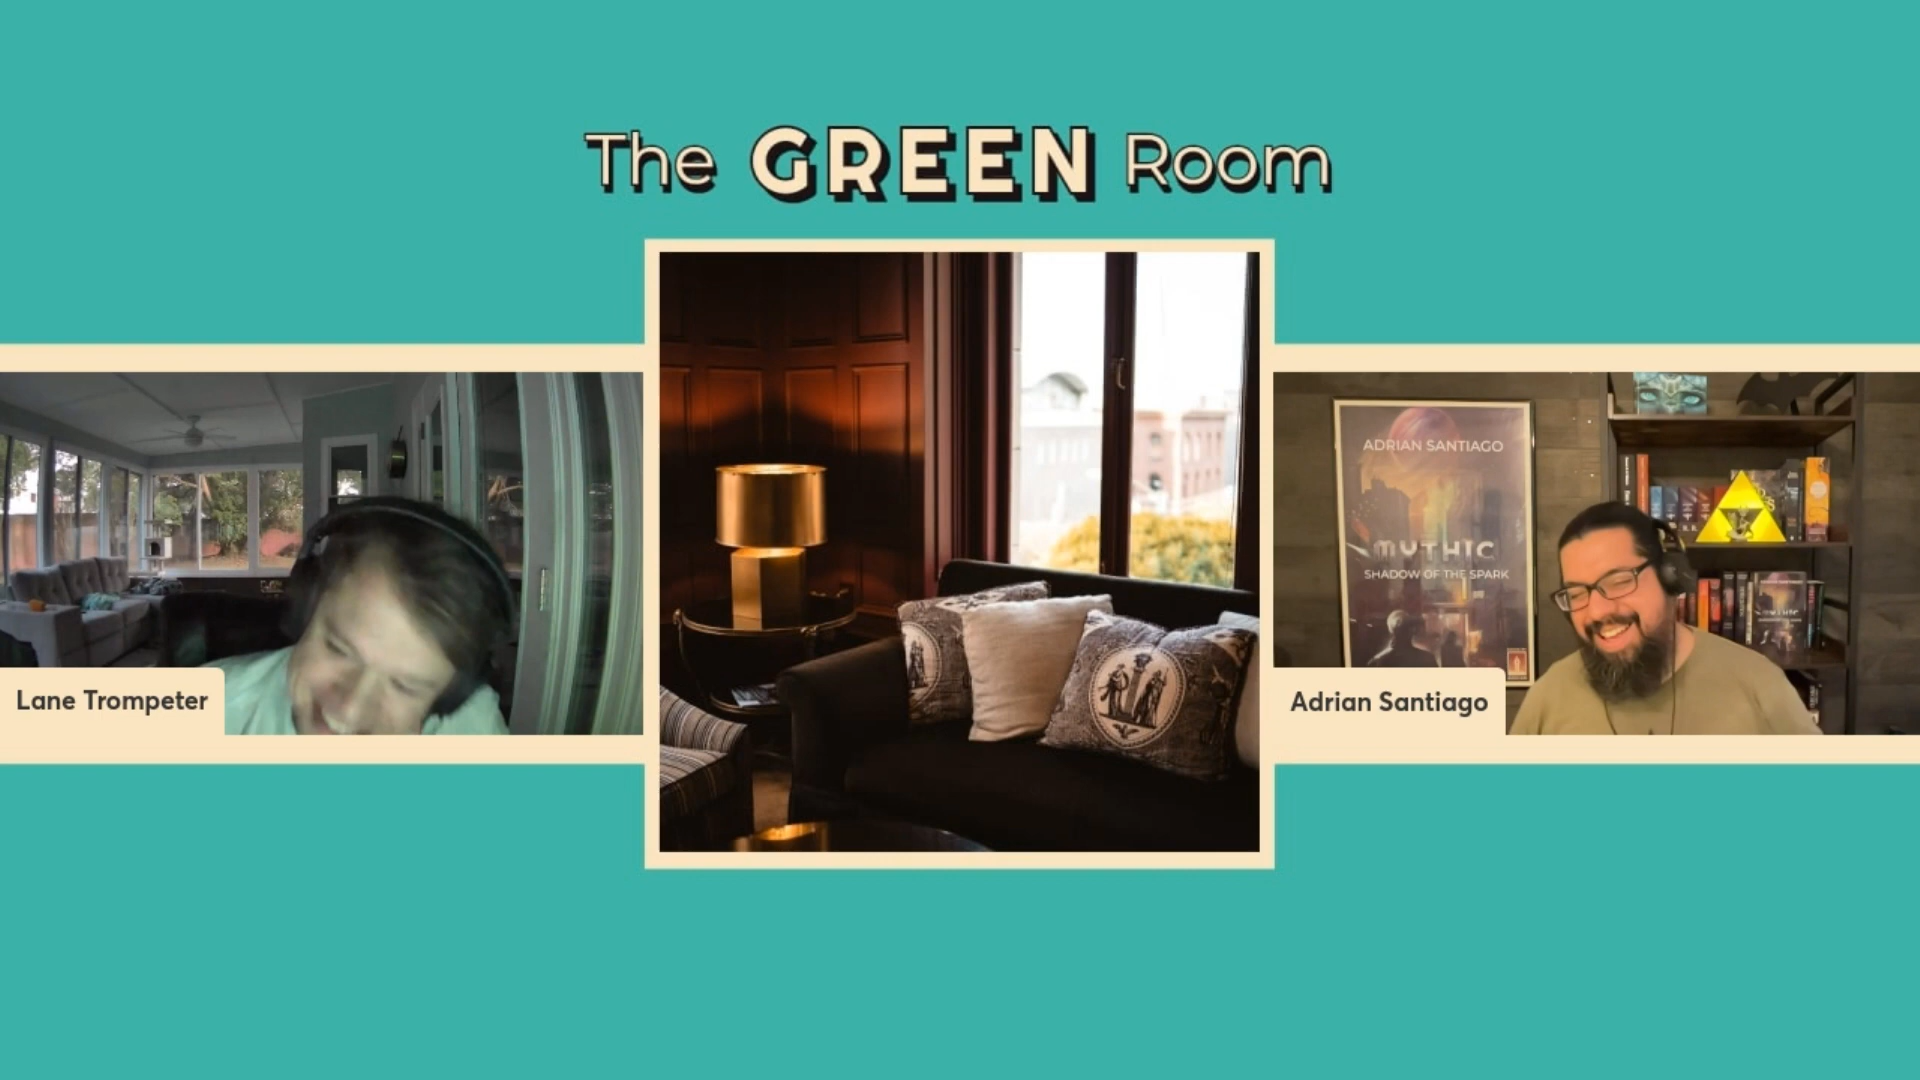 The GREEN Room
Lane Trompeter
ADRIAN SANTIAGO
MYTHIC
SHADOW OF THE SPARK
Adrian Santiago